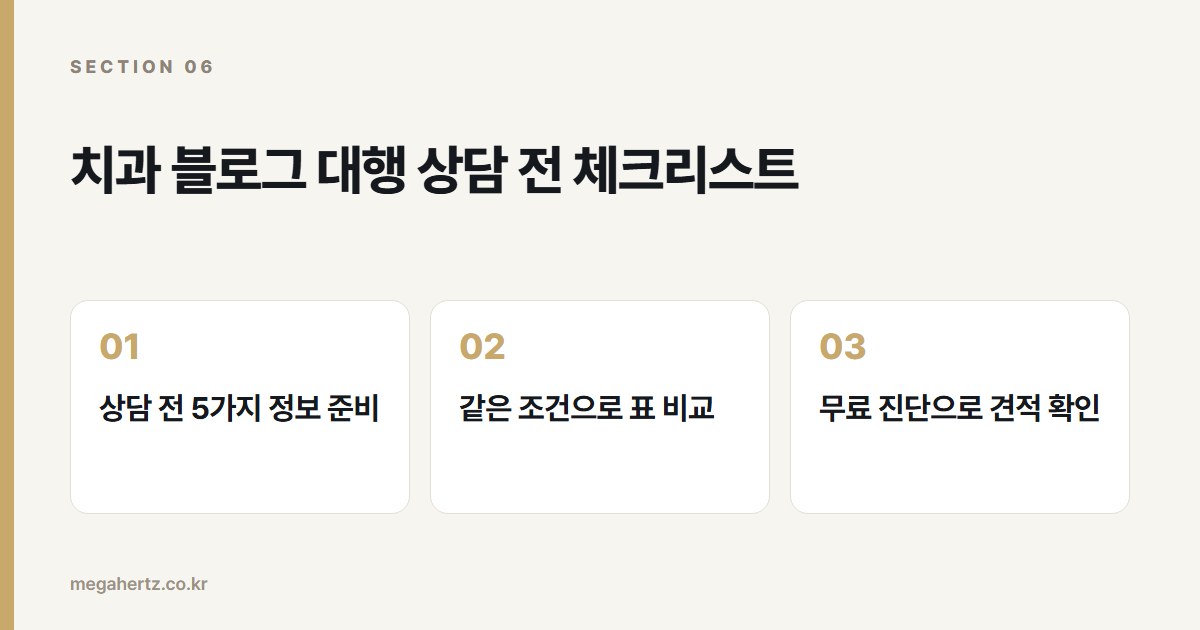 SECTION 06
치과 블로그 대행 상담 전 체크리스트
01
상담 전 5가지 정보 준비
02
같은 조건으로 표 비교
03
무료 진단으로 견적 확인
megahertz.co.kr